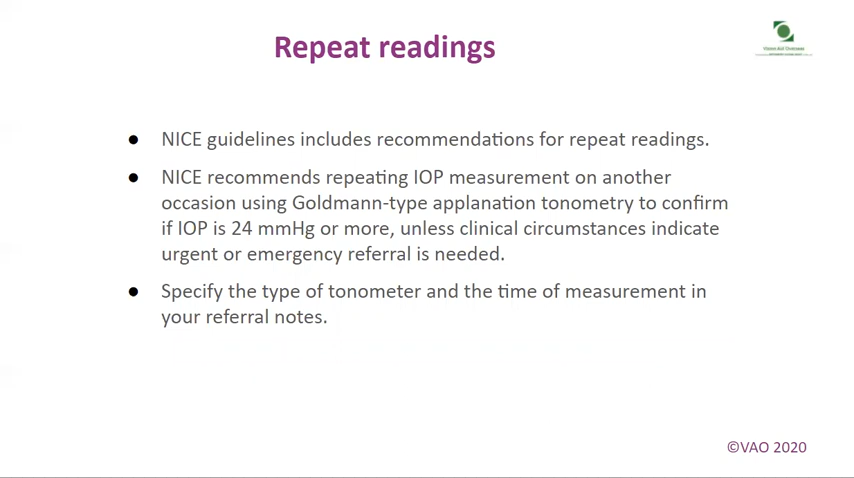 Repeat readings
Vision Aid Overseas
● NICE guidelines includes recommendations for repeat readings.
● NICE recommends repeating IOP measurement on another
occasion using Goldmann-type applanation tonometry to confirm
if IOP is 24 mmHg or more, unless clinical circumstances indicate
urgent or emergency referral is needed.
● Specify the type of tonometer and the time of measurement in
your referral notes.
©VAO 2020